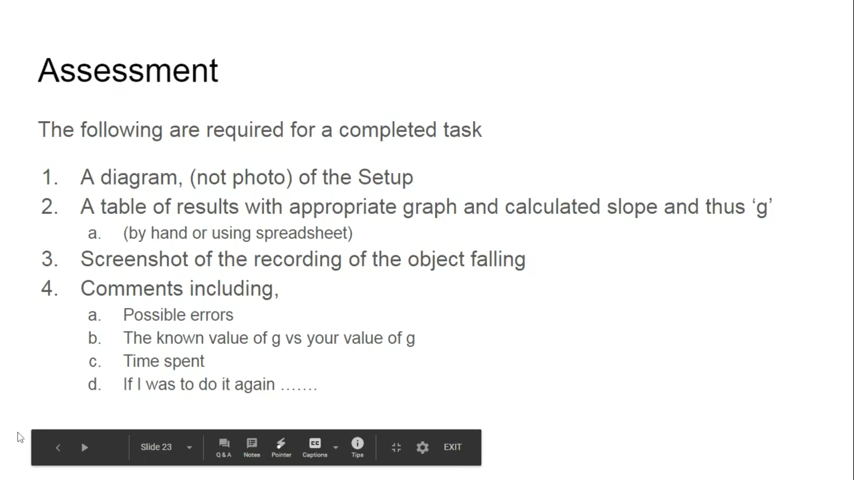 Assessment
The following are required for a completed task
1. A diagram, (not photo) of the Setup
2. A table of results with appropriate graph and calculated slope and thus ‘g’
a. (by hand or using spreadsheet)
3. Screenshot of the recording of the object falling
4. Comments including,
a. Possible errors
b. The known value of g vs your value of g
c. Time spent
d. If I was to do it again …….
Slide 23
Q & A
Notes
Pointer
CC
Captions
Tips
EXIT